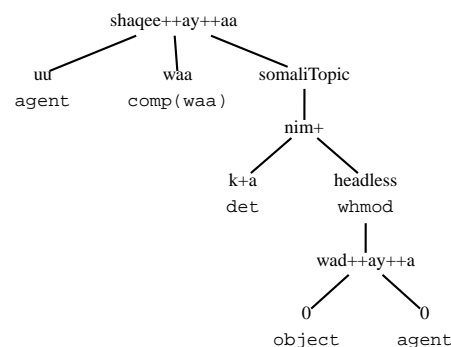 shaqee++ay++aa
uu waa somaliTopic
agent comp(waa)
nim+
k+a headless
det whmod
wad++ay++a
0 0
object agent